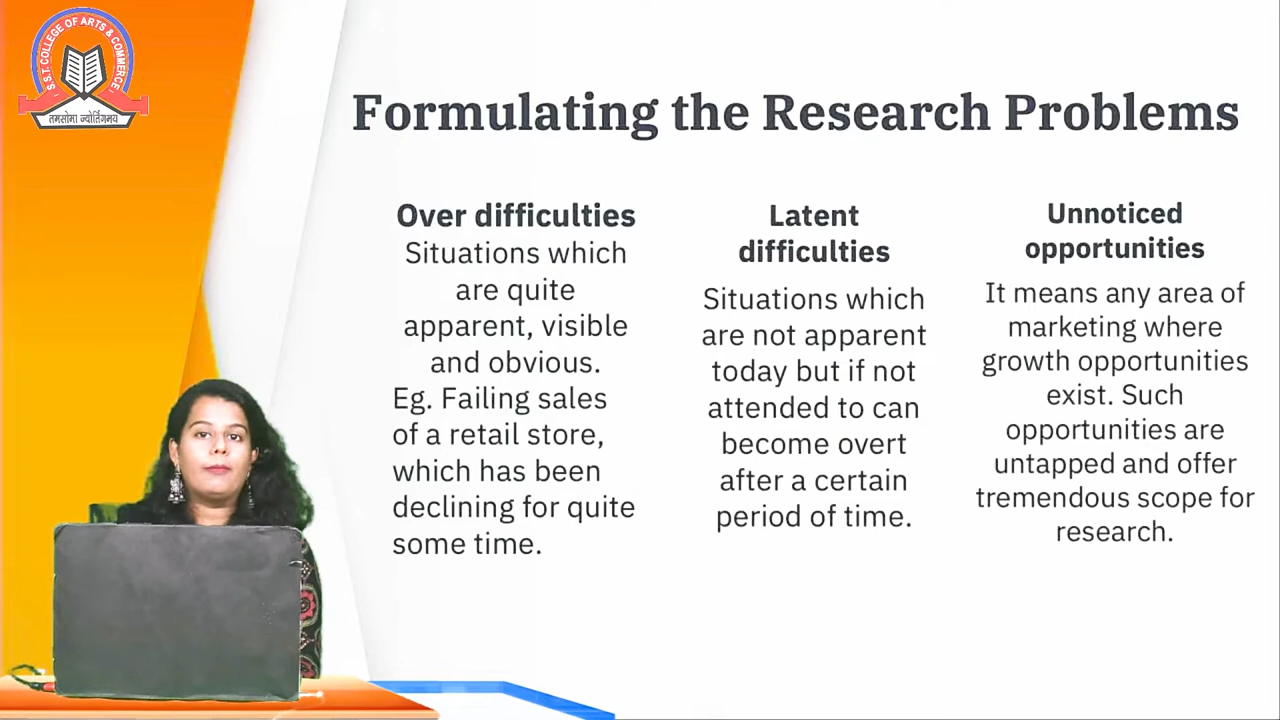 S.S.T. COLLEGE OF ARTS & COMMERCE
तमसोमा ज्योर्तिगमय
Formulating the Research Problems
Over difficulties
Situations which
are quite
apparent, visible
and obvious.
Eg. Failing sales
of a retail store,
which has been
declining for quite
some time.
Latent
difficulties
Situations which
are not apparent
today but if not
attended to can
become overt
after a certain
period of time.
Unnoticed
opportunities
It means any area of
marketing where
growth opportunities
exist. Such
opportunities are
untapped and offer
tremendous scope for
research.